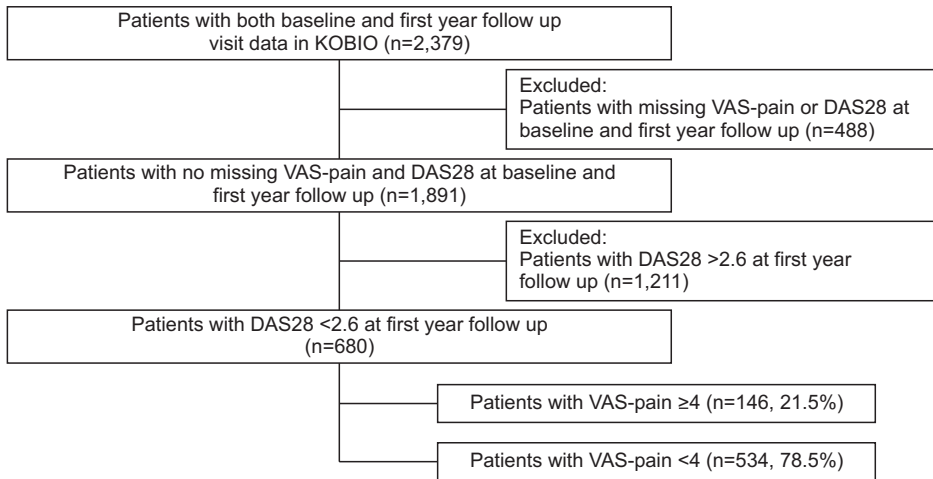 Patients with both baseline and first year follow up
visit data in KOBIO (n=2,379)
Excluded:
Patients with missing VAS-pain or DAS28 at
baseline and first year follow up (n=488)
Patients with no missing VAS-pain and DAS28 at baseline and
first year follow up (n=1,891)
Excluded:
Patients with DAS28 >2.6 at first year
follow up (n=1,211)
Patients with DAS28 <2.6 at first year follow up
(n=680)
Patients with VAS-pain ≥4 (n=146, 21.5%)
Patients with VAS-pain <4 (n=534, 78.5%)